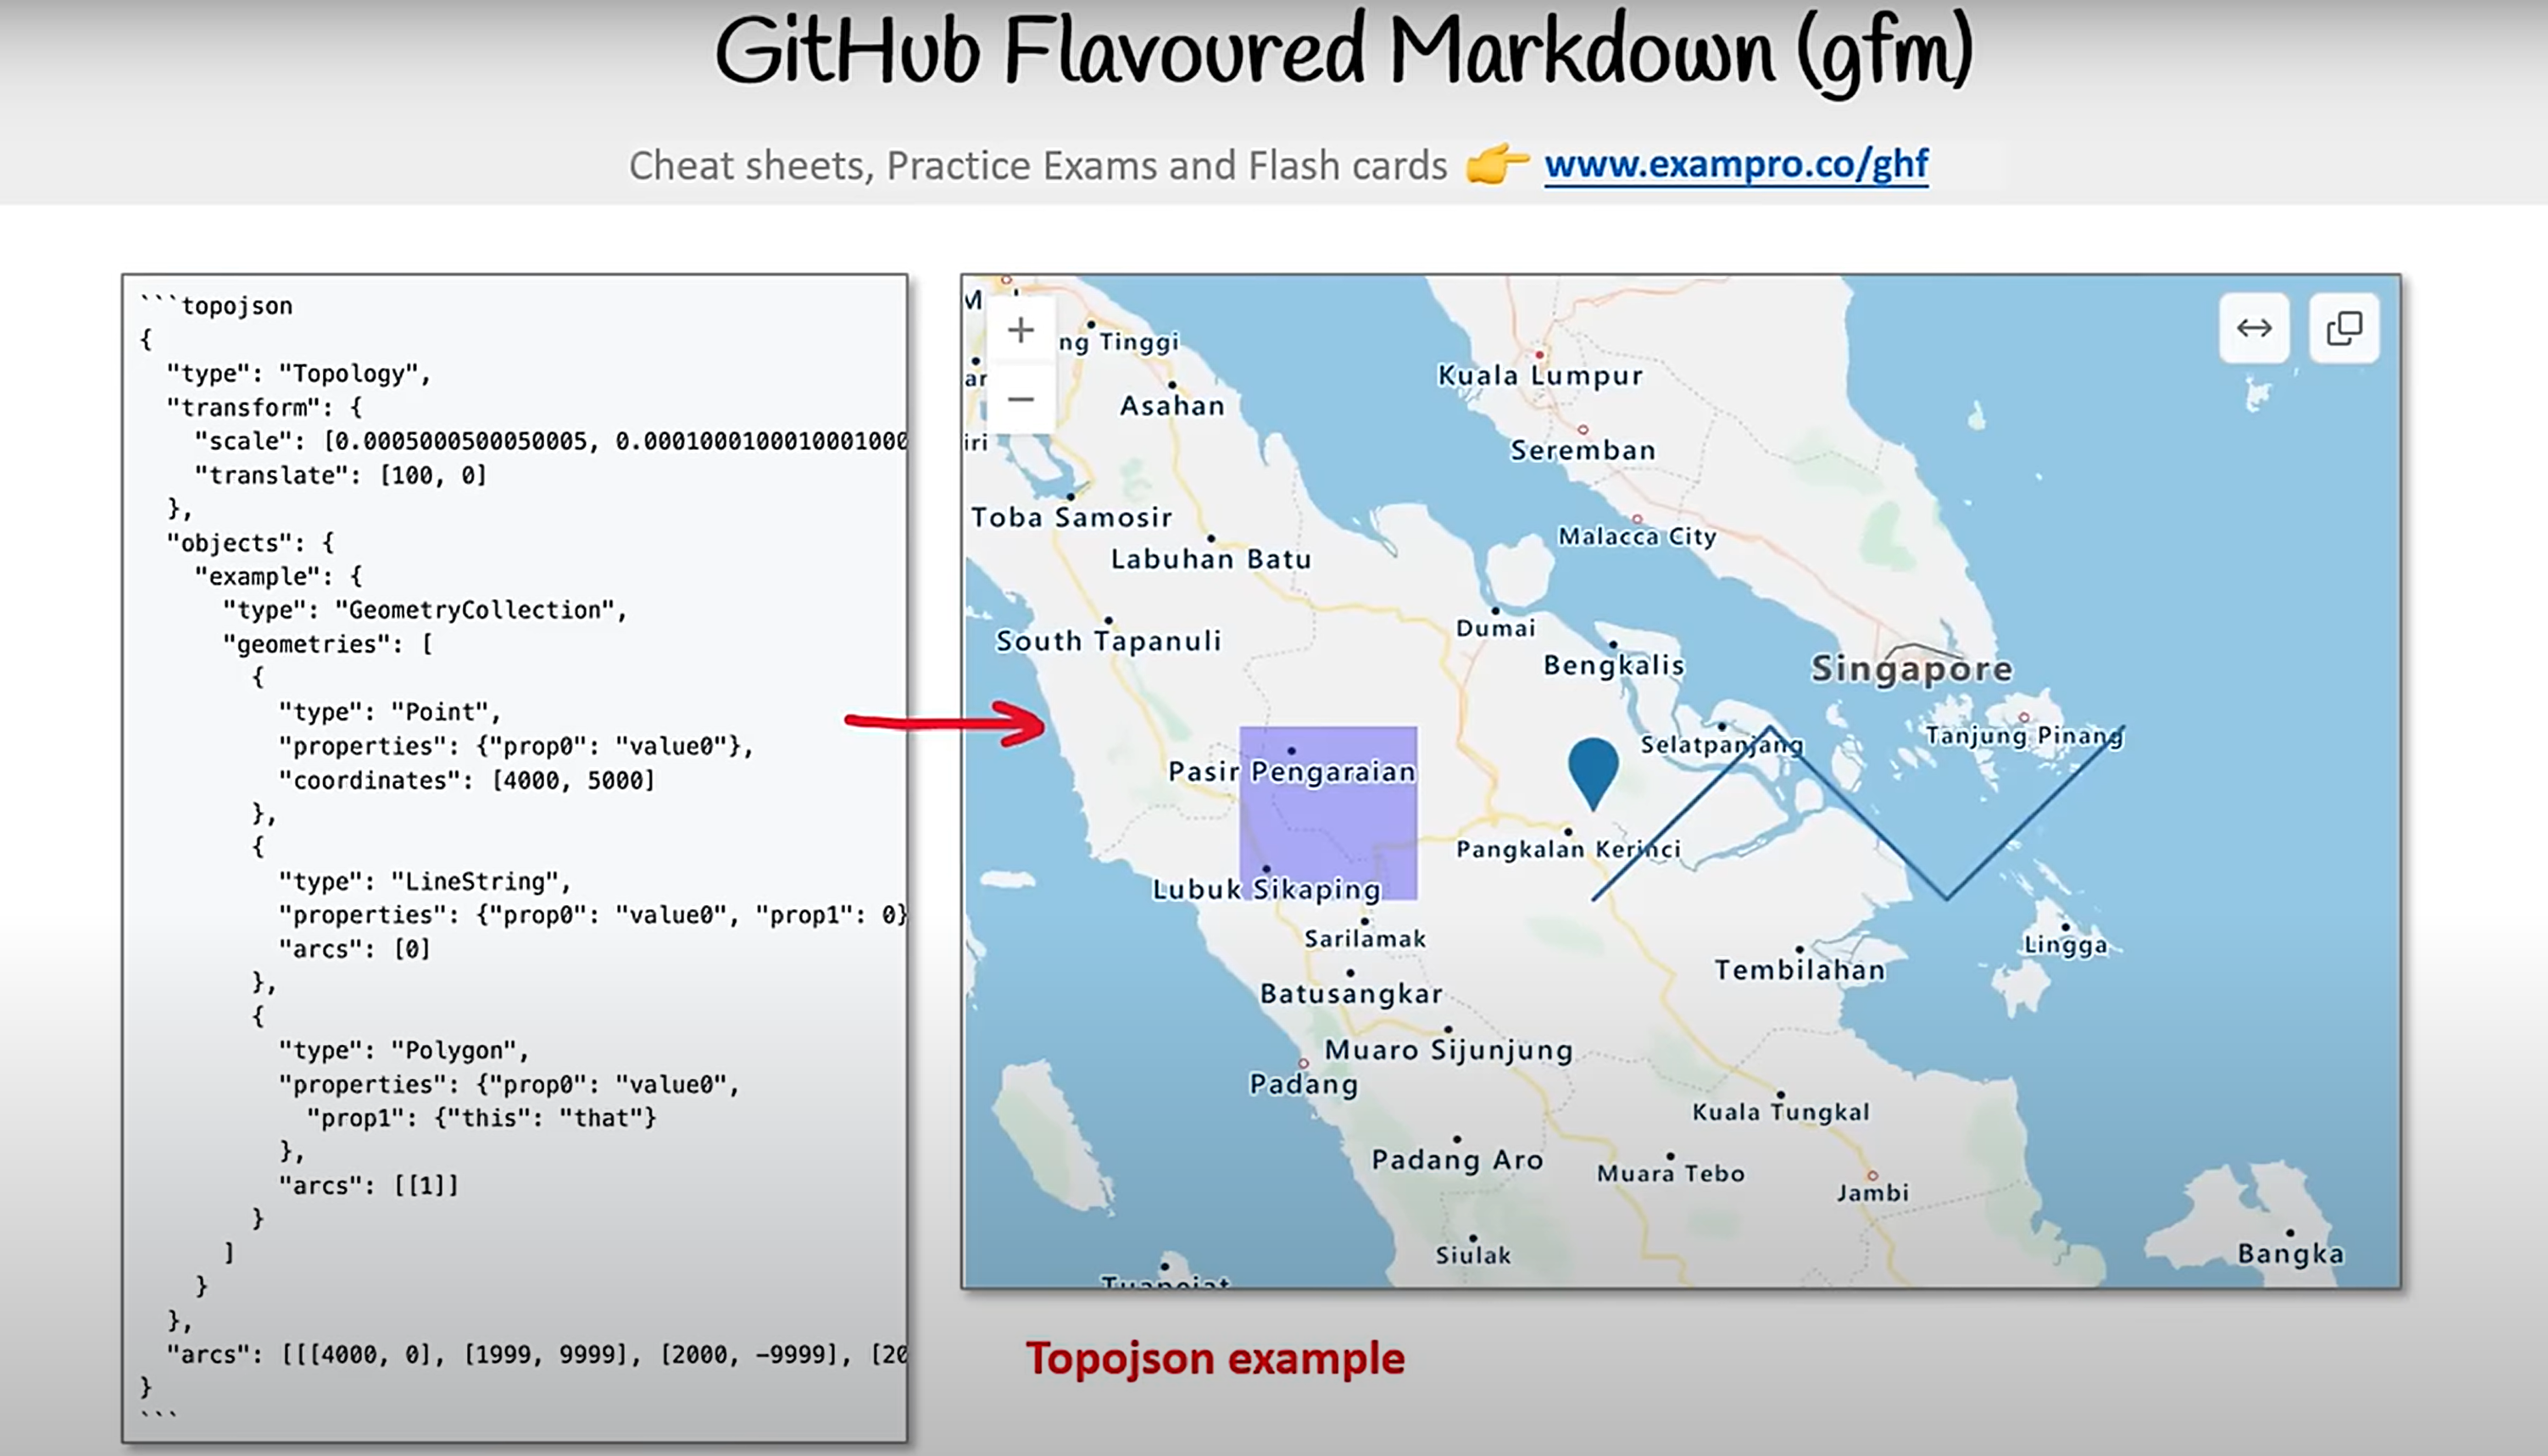 GitHub Flavoured Markdown (gfm)
Cheat sheets, Practice Exams and Flash cards 👉 www.exampro.co/ghf
```topojson
{
  "type": "Topology",
  "transform": {
    "scale": [0.0005000500050005, 0.00010001000100010001000
    "translate": [100, 0]
  },
  "objects": {
    "example": {
      "type": "GeometryCollection",
      "geometries": [
        {
          "type": "Point",
          "properties": {"prop0": "value0"},
          "coordinates": [4000, 5000]
        },
        {
          "type": "LineString",
          "properties": {"prop0": "value0", "prop1": 0}
          "arcs": [0]
        },
        {
          "type": "Polygon",
          "properties": {"prop0": "value0",
            "prop1": {"this": "that"}
          },
          "arcs": [[1]]
        }
      ]
    }
  },
  "arcs": [[[4000, 0], [1999, 9999], [2000, −9999], [20
}
```
+
−
ng Tinggi
ar
Asahan
iri
Toba Samosir
Labuhan Batu
South Tapanuli
Kuala Lumpur
Seremban
Malacca City
Dumai
Bengkalis
Singapore
Selatpanjang
Tanjung Pinang
Pasir Pengaraian
Pangkalan Kerinci
Lubuk Sikaping
Sarilamak
Lingga
Tembilahan
Batusangkar
Muaro Sijunjung
Padang
Kuala Tungkal
Padang Aro
Muara Tebo
Jambi
Siulak
Bangka
Topojson example